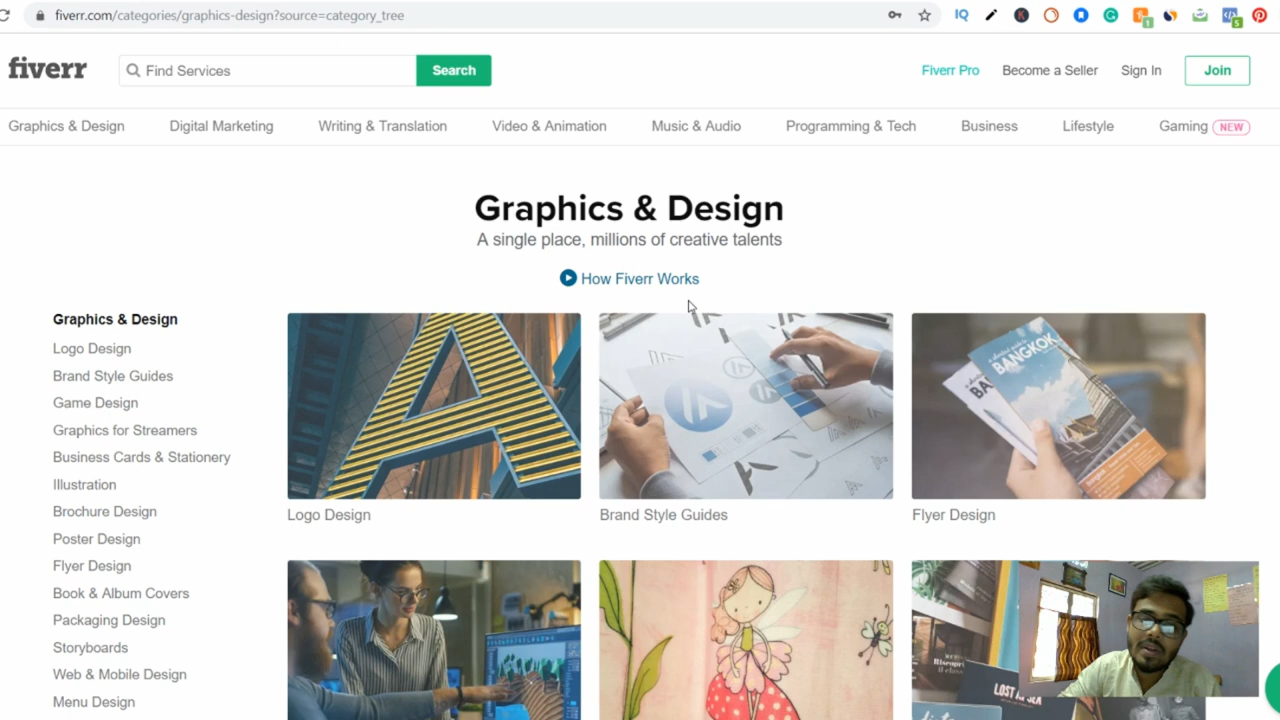 fiverr.com/categories/graphics-design?source=category_tree
IQ
fiverr
Find Services
Search
Fiverr Pro
Become a Seller
Sign In
Join
Graphics & Design
Digital Marketing
Writing & Translation
Video & Animation
Music & Audio
Programming & Tech
Business
Lifestyle
Gaming NEW
Graphics & Design
A single place, millions of creative talents
How Fiverr Works
Graphics & Design
Logo Design
Brand Style Guides
Game Design
Graphics for Streamers
Business Cards & Stationery
Illustration
Brochure Design
Poster Design
Flyer Design
Book & Album Covers
Packaging Design
Storyboards
Web & Mobile Design
Menu Design
A
BANGKOK
BA
Logo Design
Brand Style Guides
Flyer Design